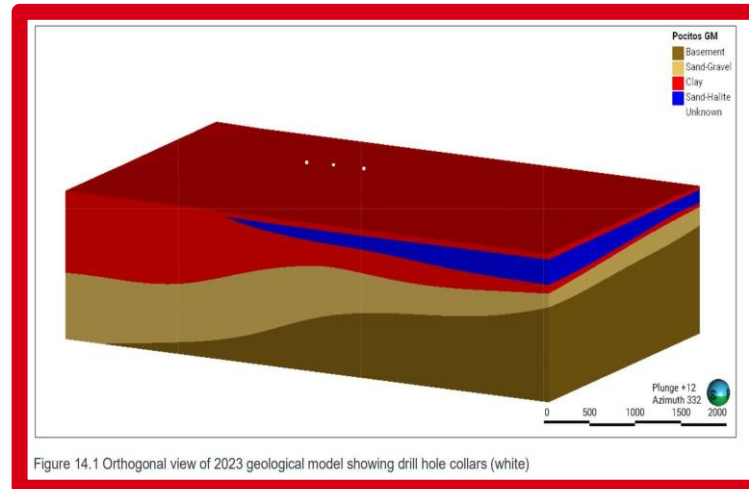 Pocitos GM
Basement
Sand-Gravel
Clay
Sand-Halite
Unknown
Plunge +12
Azimuth 332
0 500 1000 1500 2000
Figure 14.1 Orthogonal view of 2023 geological model showing drill hole collars (white)